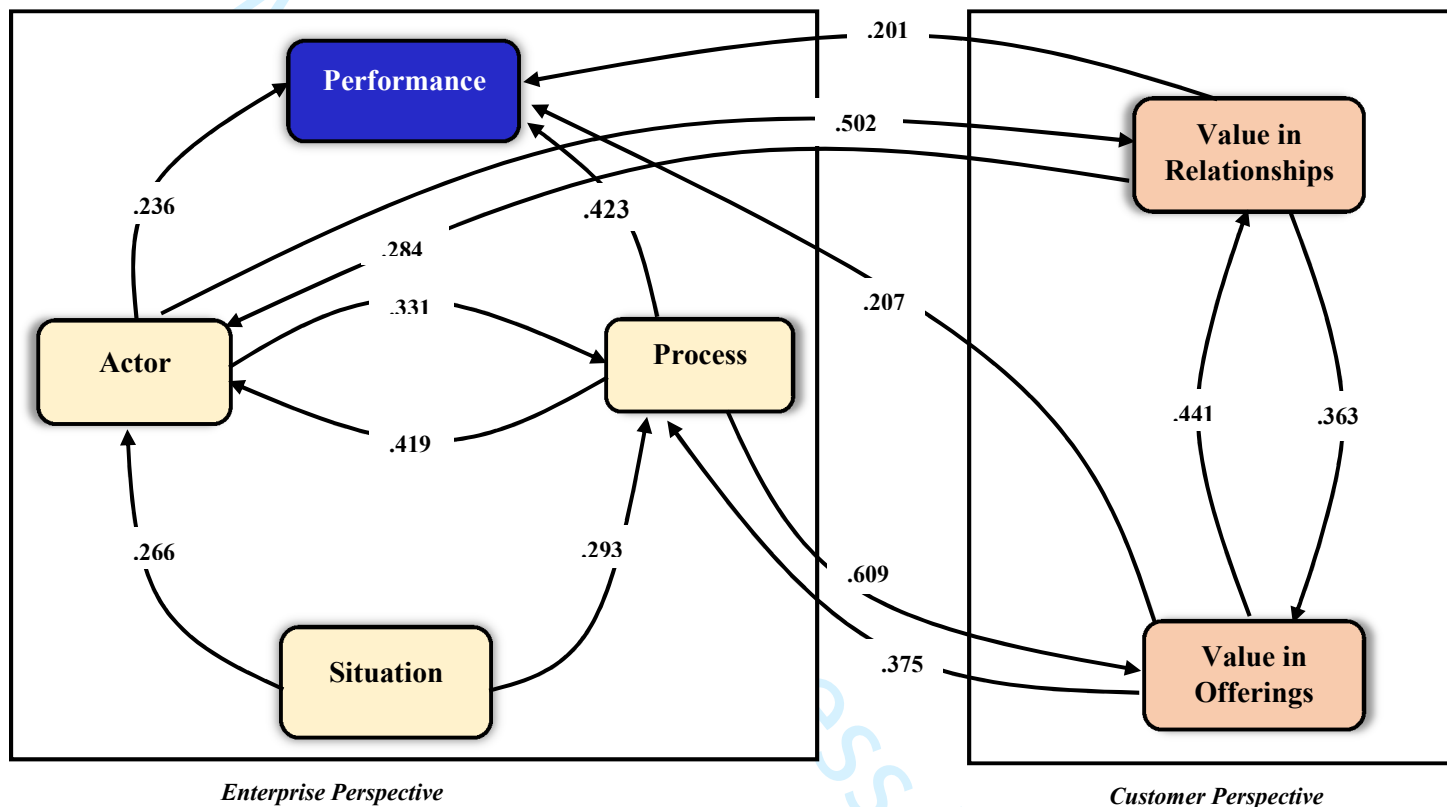 .201
Performance
.502
Value in
Relationships
.236
.423
.284
.331
.207
Actor
Process
.441
.363
.419
.266
.293
.609
.375
Situation
Value in
Offerings
ess
Enterprise Perspective
Customer Perspective